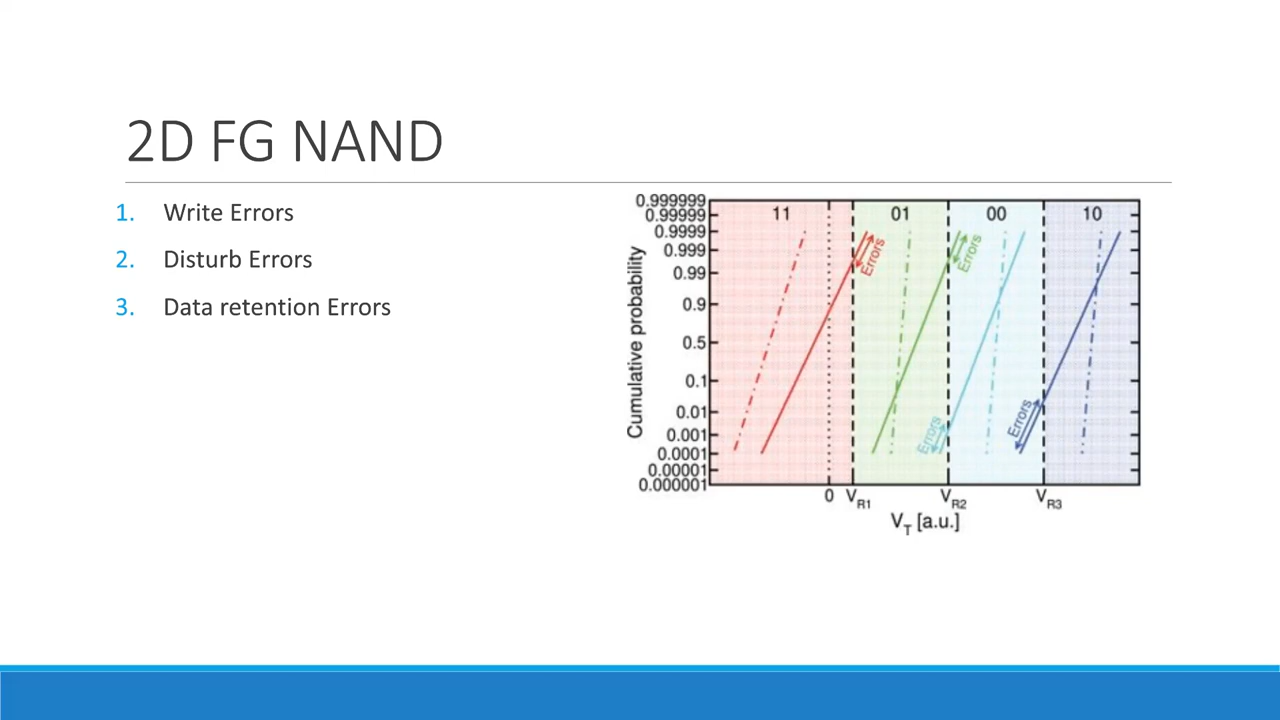 2D FG NAND
1. Write Errors
2. Disturb Errors
3. Data retention Errors
Cumulative probability
0.999999
0.99999
0.9999
0.999
0.99
0.9
0.5
0.1
0.01
0.001
0.0001
0.00001
0.000001
11 01 00 10
Errors
Errors
Errors
Errors
0 VR1 VR2 VR3
VT [a.u.]